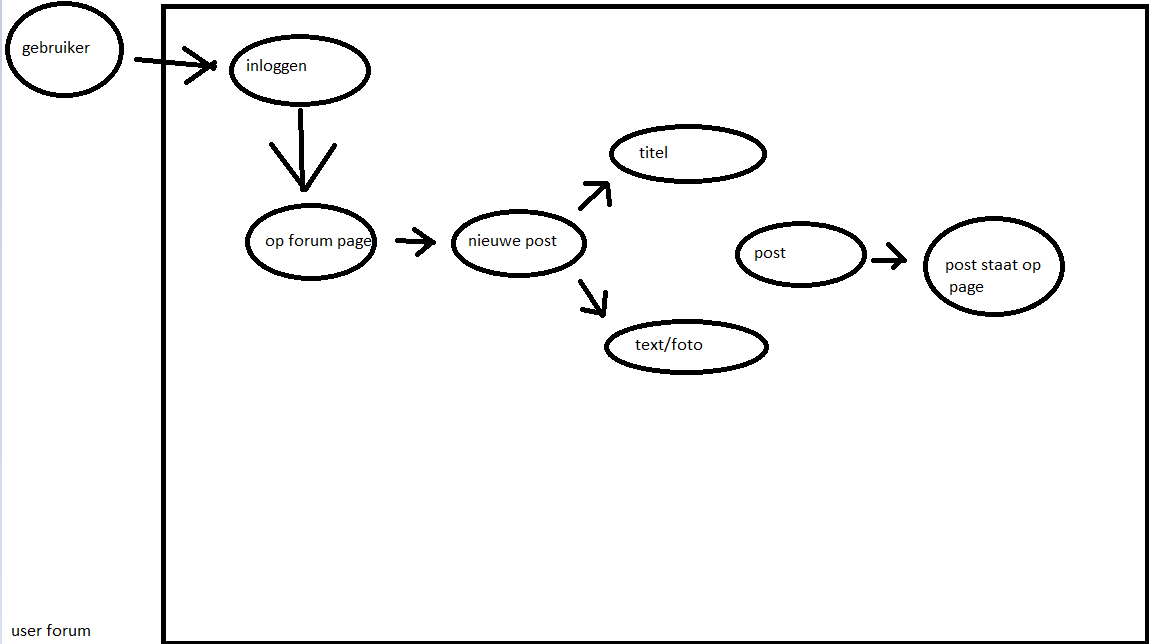 gebruiker
inloggen
titel
op forum page
nieuwe post
post
post staat op
page
text/foto
user forum